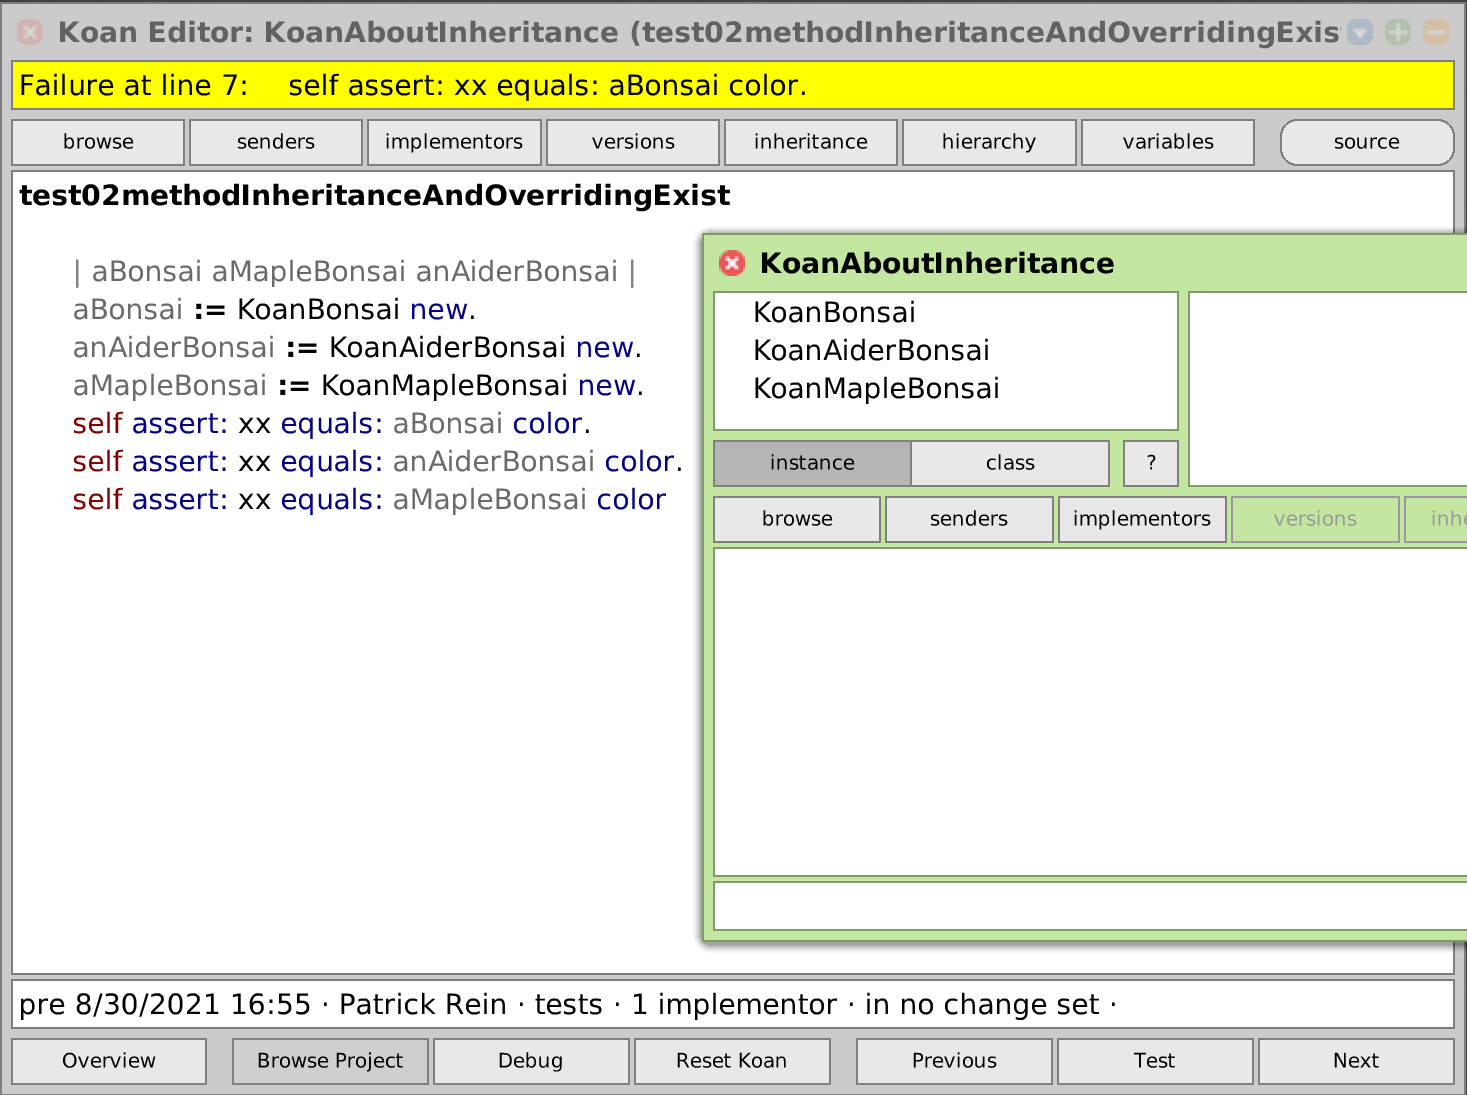 Koan Editor: KoanAboutInheritance (test02methodInheritanceAndOverridingExis
Failure at line 7: self assert: xx equals: aBonsai color.
browse senders implementors versions inheritance hierarchy variables source
test02methodInheritanceAndOverridingExist
| aBonsai aMapleBonsai anAiderBonsai |
aBonsai := KoanBonsai new.
anAiderBonsai := KoanAiderBonsai new.
aMapleBonsai := KoanMapleBonsai new.
self assert: xx equals: aBonsai color.
self assert: xx equals: anAiderBonsai color.
self assert: xx equals: aMapleBonsai color
KoanAboutInheritance
KoanBonsai
KoanAiderBonsai
KoanMapleBonsai
instance class ?
browse senders implementors versions inhe
pre 8/30/2021 16:55 · Patrick Rein · tests · 1 implementor · in no change set ·
Overview Browse Project Debug Reset Koan Previous Test Next